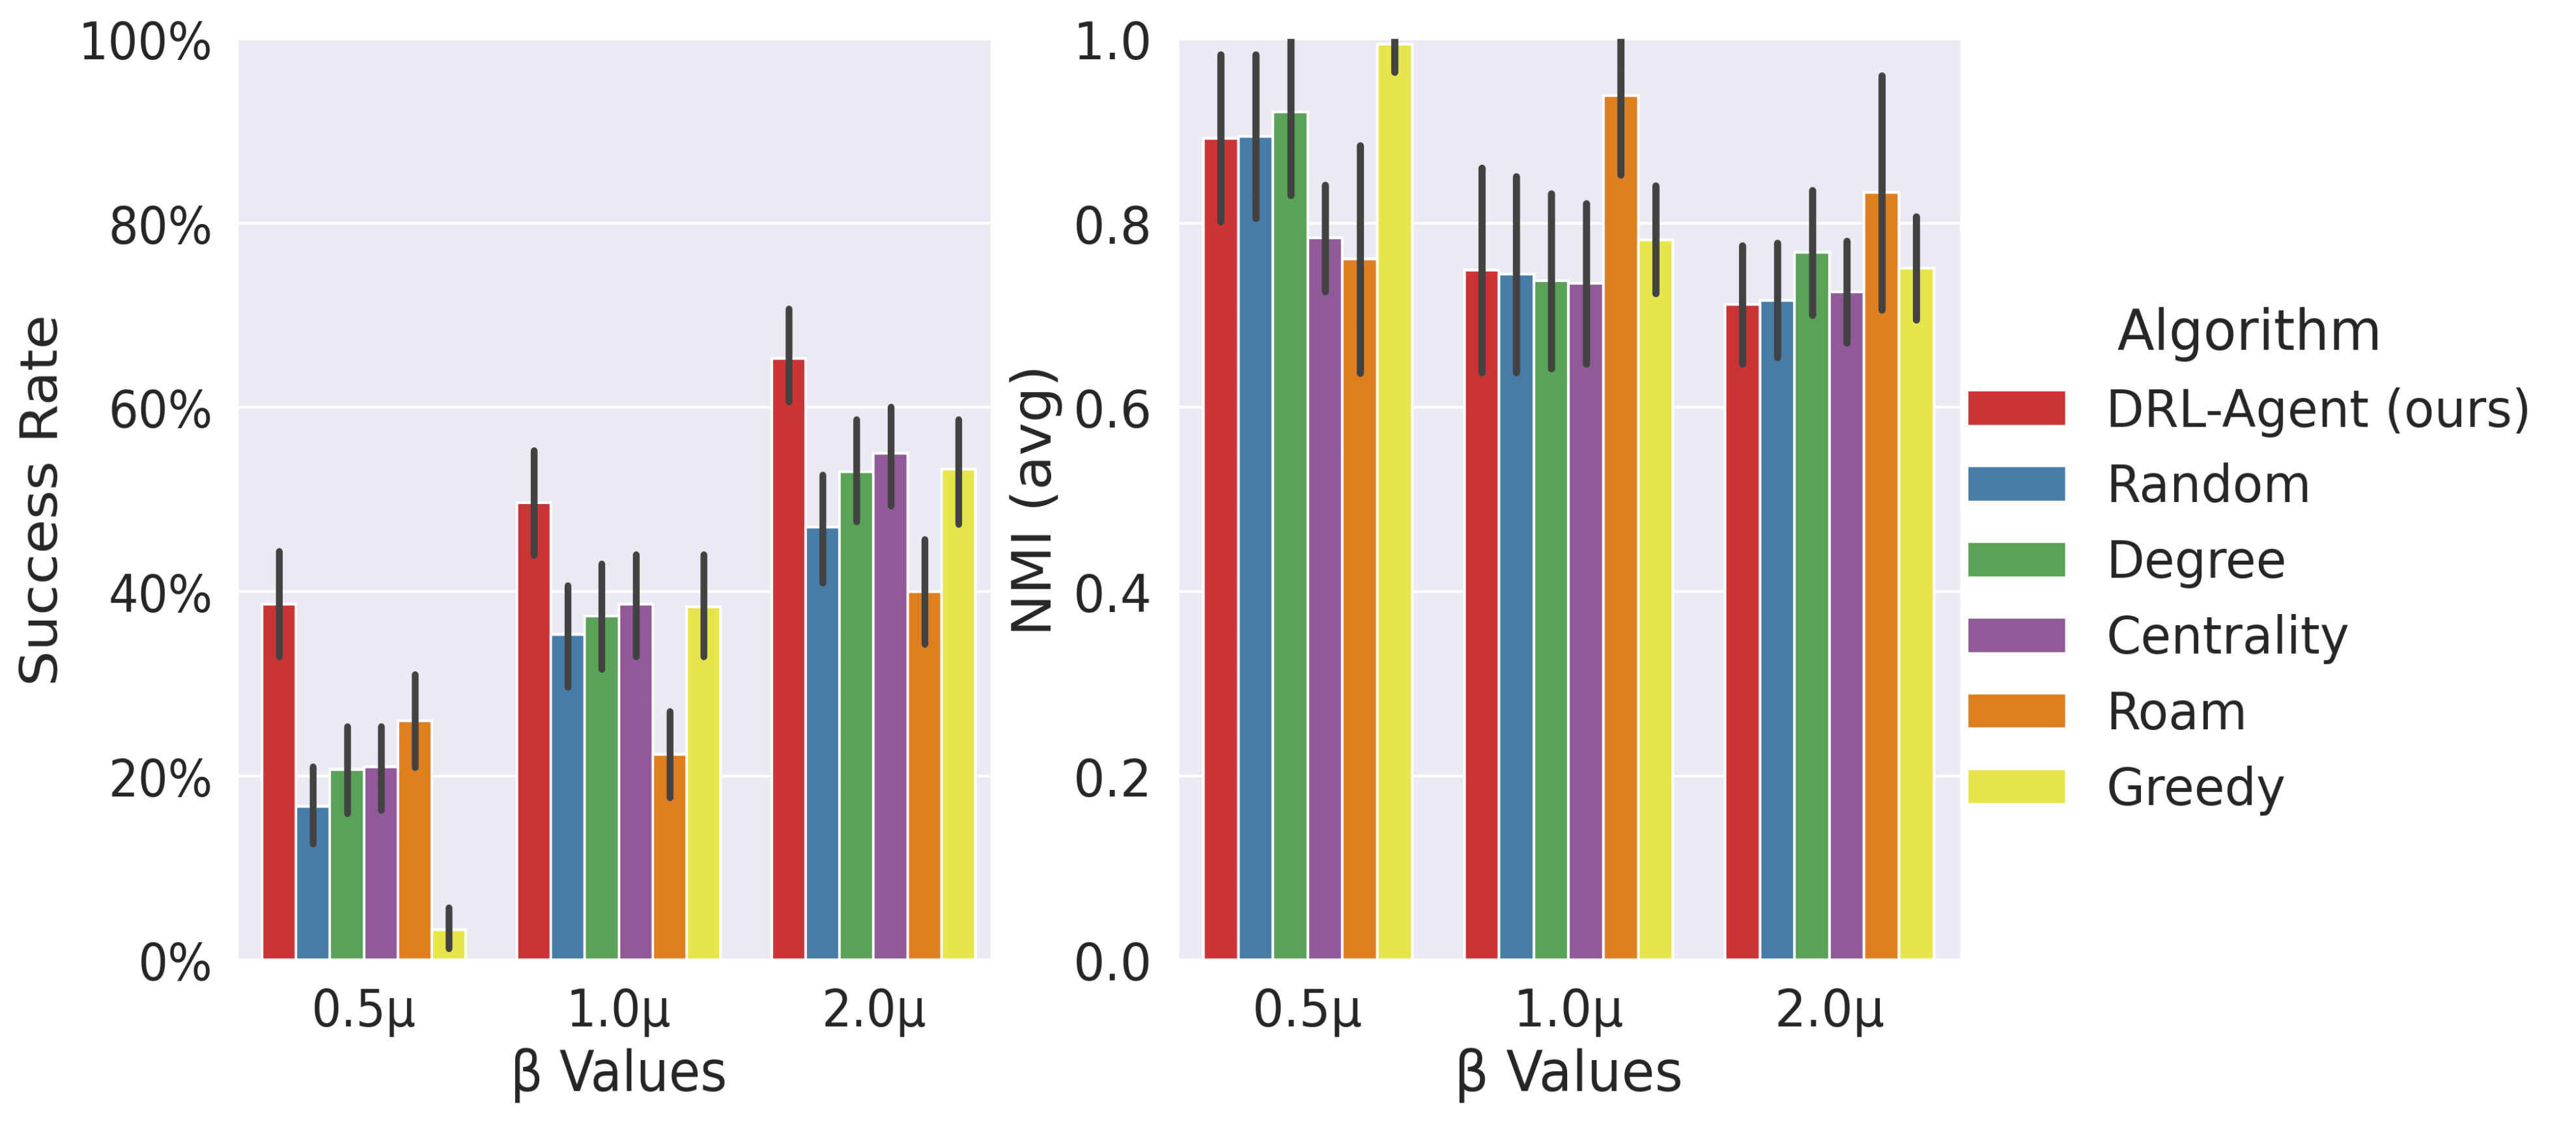 100%
80%
60%
40%
20%
0%
Success Rate
0.5μ 1.0μ 2.0μ
β Values
1.0
0.8
0.6
0.4
0.2
0.0
NMI (avg)
0.5μ 1.0μ 2.0μ
β Values
Algorithm
DRL-Agent (ours)
Random
Degree
Centrality
Roam
Greedy